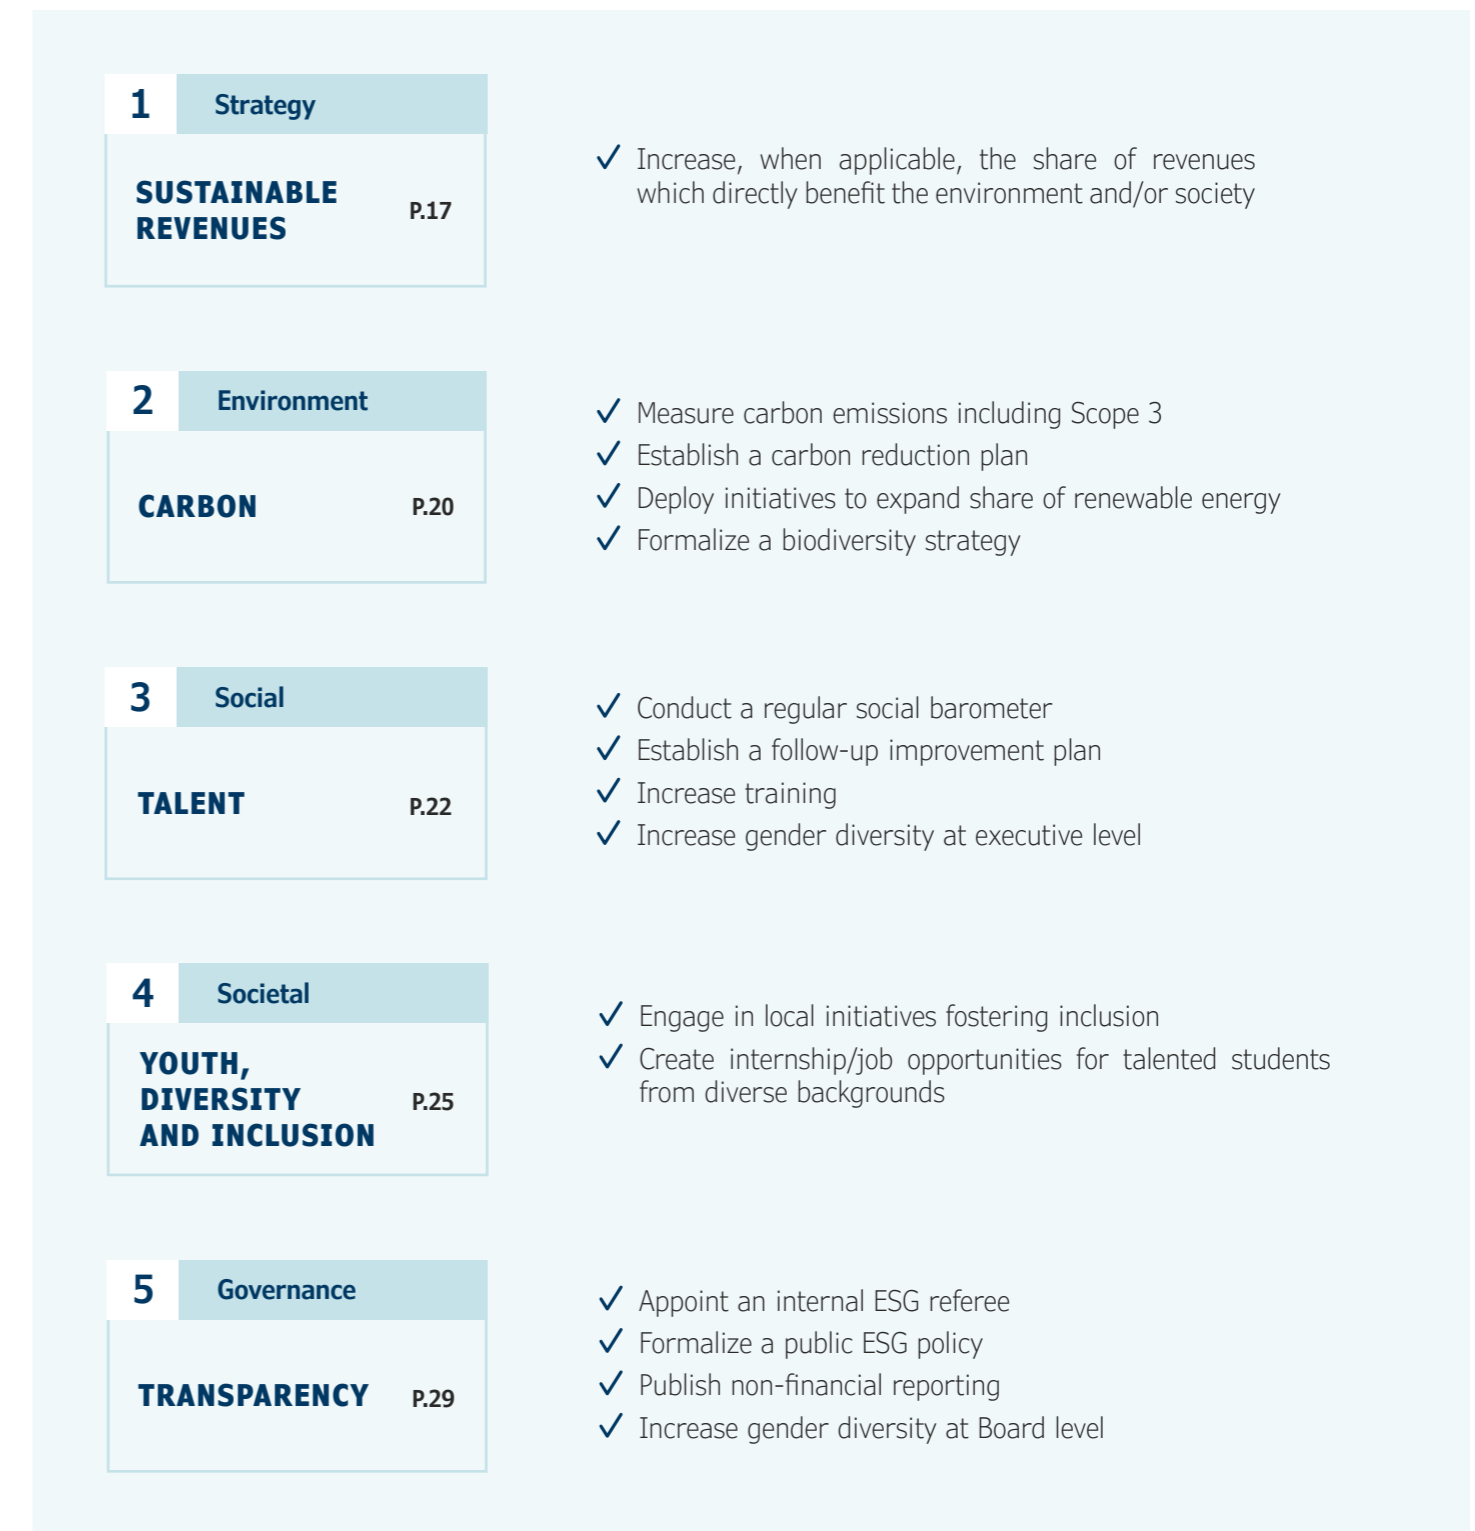 1 Strategy
SUSTAINABLE
REVENUES
P.17
✓ Increase, when applicable, the share of revenues
which directly benefit the environment and/or society
2 Environment
CARBON
P.20
✓ Measure carbon emissions including Scope 3
✓ Establish a carbon reduction plan
✓ Deploy initiatives to expand share of renewable energy
✓ Formalize a biodiversity strategy
3 Social
TALENT
P.22
✓ Conduct a regular social barometer
✓ Establish a follow-up improvement plan
✓ Increase training
✓ Increase gender diversity at executive level
4 Societal
YOUTH,
DIVERSITY
AND INCLUSION
P.25
✓ Engage in local initiatives fostering inclusion
✓ Create internship/job opportunities for talented students
from diverse backgrounds
5 Governance
TRANSPARENCY
P.29
✓ Appoint an internal ESG referee
✓ Formalize a public ESG policy
✓ Publish non-financial reporting
✓ Increase gender diversity at Board level